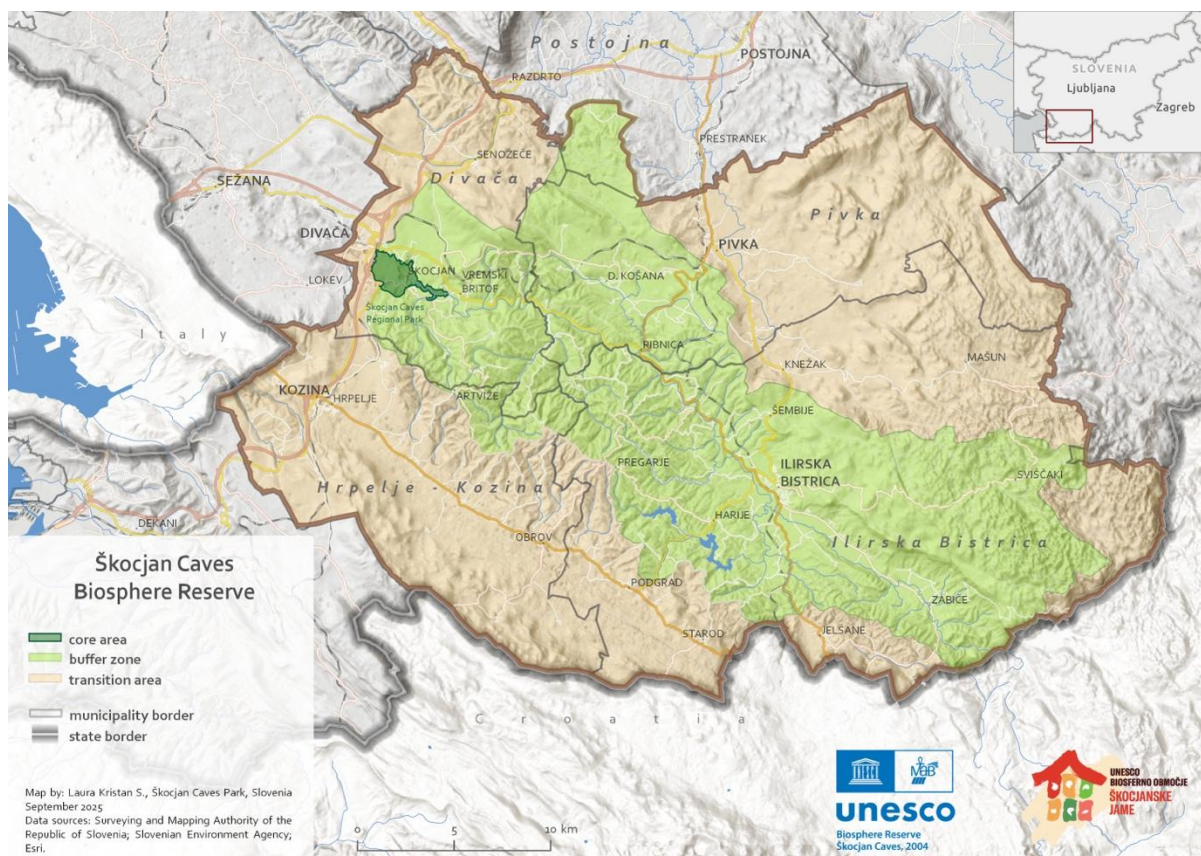 Postojna
POSTOJNA
RAZDRTO
SLOVENIA
Ljubljana
Zagreb
PRESTRANEK
SENOŽEČE
Divača
SEŽANA
Pivka
DIVAČA
PIVKA
LOKEV
ŠKOCJAN
VREMSKI
BRITOF
D. KOŠANA
Škocjan Caves
Regional Park
Italy
RIBNICA
KNEŽAK
MAŠUN
KOZINA
HRPELJE
ARTVIŽE
ŠEMBIJE
PREGARJE
ILIRSKA
BISTRICA
SVIŠČAKI
Hrpelje - Kozina
DEKANI
HARIJE
OBROV
Ilirska Bistrica
PODGRAD
ZABIČE
STAROD
JELŠANE
Croatia
Škocjan Caves
Biosphere Reserve
core area
buffer zone
transition area
municipality border
state border
Map by: Laura Kristan S., Škocjan Caves Park, Slovenia
September 2025
Data sources: Surveying and Mapping Authority of the
Republic of Slovenia; Slovenian Environment Agency;
Esri.
0 5 10 km
MaB
unesco
Biosphere Reserve
Škocjan Caves, 2004
UNESCO
BIOSFERNO OBMOČJE
ŠKOCJANSKE
JAME